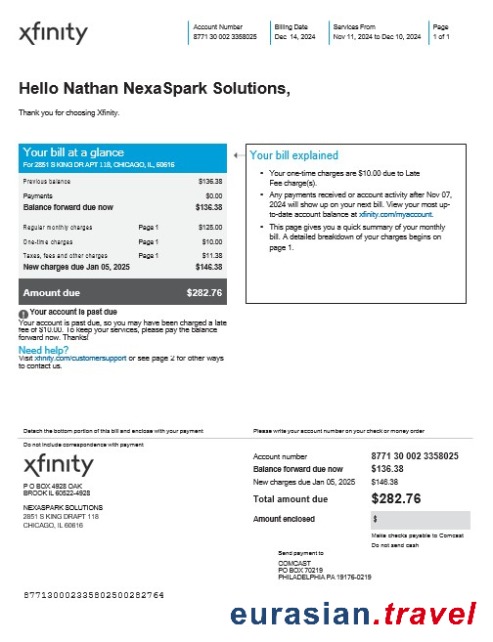 xfinity
Account Number
8771 30 002 3358025
Billing Date
Dec 14, 2024
Services From
Nov 11, 2024 to Dec 10, 2024
Page
1 of 1
Hello Nathan NexaSpark Solutions,
Thank you for choosing Xfinity.
Your bill at a glance
For 2851 S KING DR APT 118, CHICAGO, IL, 60616
Previous balance $136.38
Payments $0.00
Balance forward due now $136.38
Regular monthly charges Page 1 $125.00
One-time charges Page 1 $10.00
Taxes, fees and other charges Page 1 $11.38
New charges due Jan 05, 2025 $146.38
Amount due $282.76
Your account is past due
Your account is past due, so you may have been charged a late
fee of $10.00. To keep your services, please pay the balance
forward now. Thanks!
Need help?
Visit xfinity.com/customersupport or see page 2 for other ways
to contact us.
Your bill explained
• Your one-time charges are $10.00 due to Late
Fee charge(s).
• Any payments received or account activity after Nov 07,
2024 will show up on your next bill. View your most up-
to-date account balance at xfinity.com/myaccount.
• This page gives you a quick summary of your monthly
bill. A detailed breakdown of your charges begins on
page 1.
Detach the bottom portion of this bill and enclose with your payment
Please write your account number on your check or money order
Do not include correspondence with payment
xfinity
P O BOX 4928 OAK
BROOK IL 60522-4928
NEXASPARK SOLUTIONS
2851 S KING DRAPT 118
CHICAGO, IL 60616
Account number 8771 30 002 3358025
Balance forward due now $136.38
New charges due Jan 05, 2025 $146.38
Total amount due $282.76
Amount enclosed $
Make checks payable to Comcast
Do not send cash
Send payment to
COMCAST
PO BOX 70219
PHILADELPHIA PA 19176-0219
877130002335802500282764
eurasian.travel